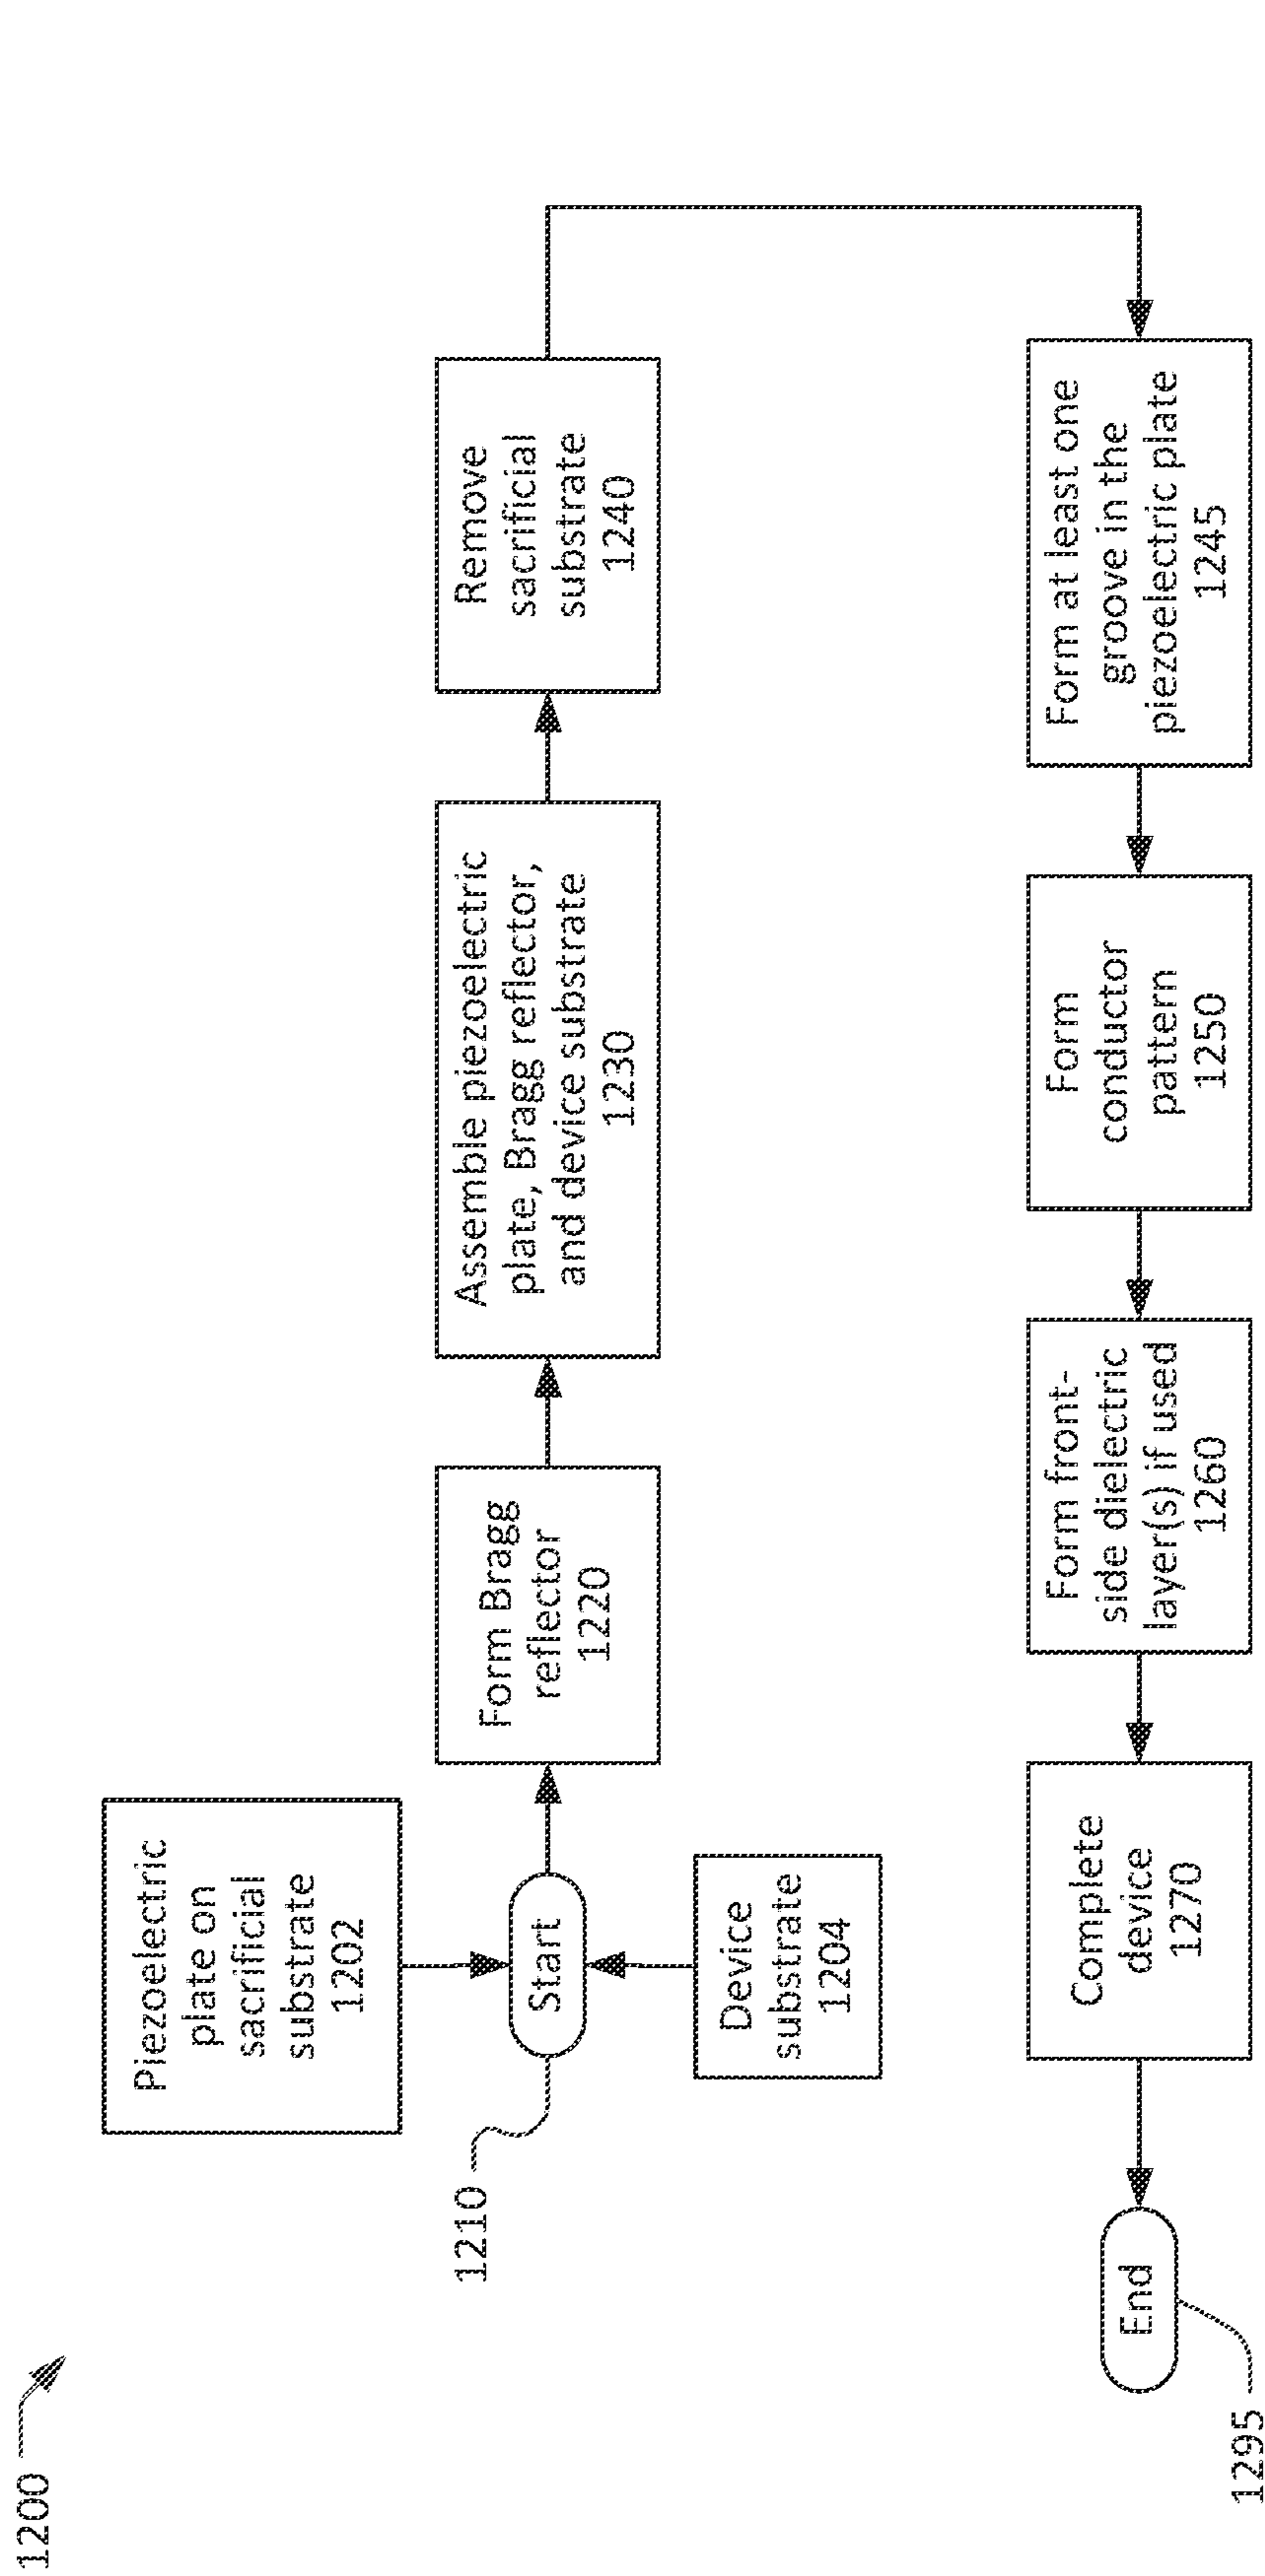 1200
Piezoelectric
plate on
sacrificial
substrate
1202
1210
Start
Device
substrate
1204
Form Bragg
reflector
1220
Assemble piezoelectric
plate, Bragg reflector,
and device substrate
1230
Remove
sacrificial
substrate
1240
Form at least one
groove in the
piezoelectric plate
1245
Form
conductor
pattern
1250
Form front-
side dielectric
layer(s) if used
1260
Complete
device
1270
End
1295